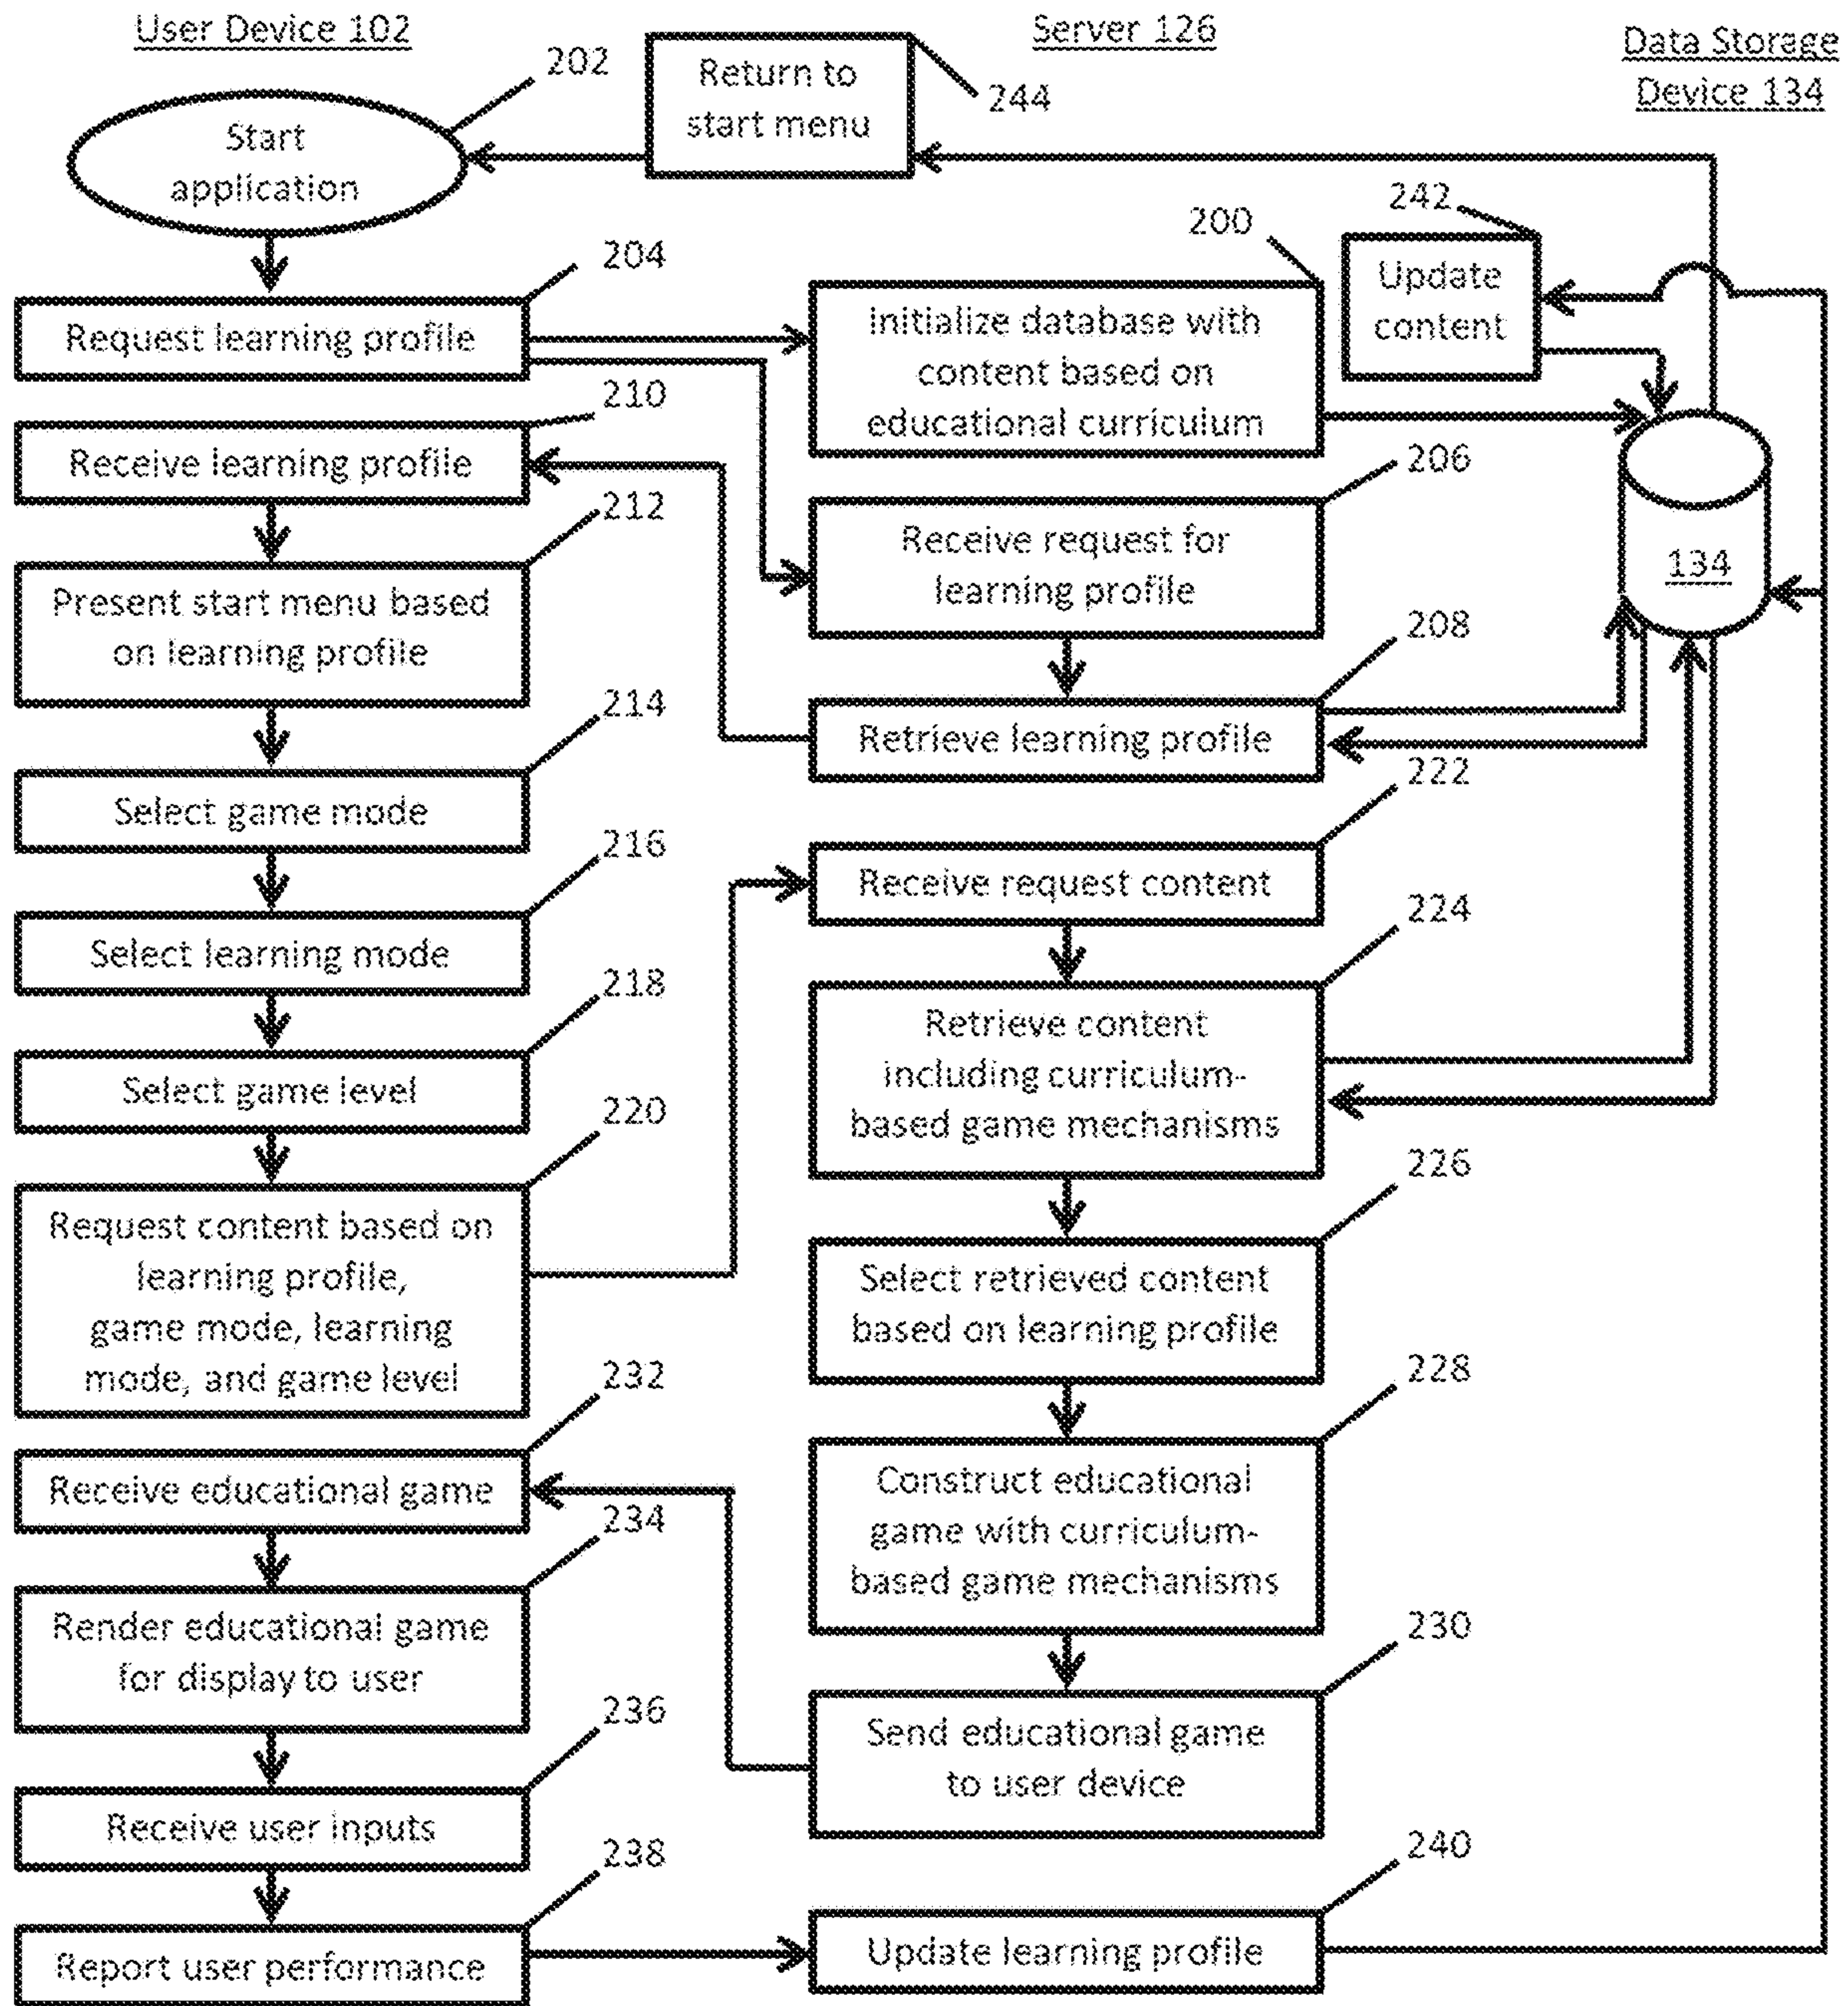 User Device 102
Server 126
Data Storage
Device 134
202
Start
application
Return to
start menu
244
204
Request learning profile
200
Initialize database with
content based on
educational curriculum
242
Update
content
210
Receive learning profile
206
Receive request for
learning profile
134
212
Present start menu based
on learning profile
208
Retrieve learning profile
214
Select game mode
222
Receive request content
216
Select learning mode
224
Retrieve content
including curriculum-
based game mechanisms
218
Select game level
220
Request content based on
learning profile,
game mode, learning
mode, and game level
226
Select retrieved content
based on learning profile
232
Receive educational game
228
Construct educational
game with curriculum-
based game mechanisms
234
Render educational game
for display to user
230
Send educational game
to user device
236
Receive user inputs
238
Report user performance
240
Update learning profile